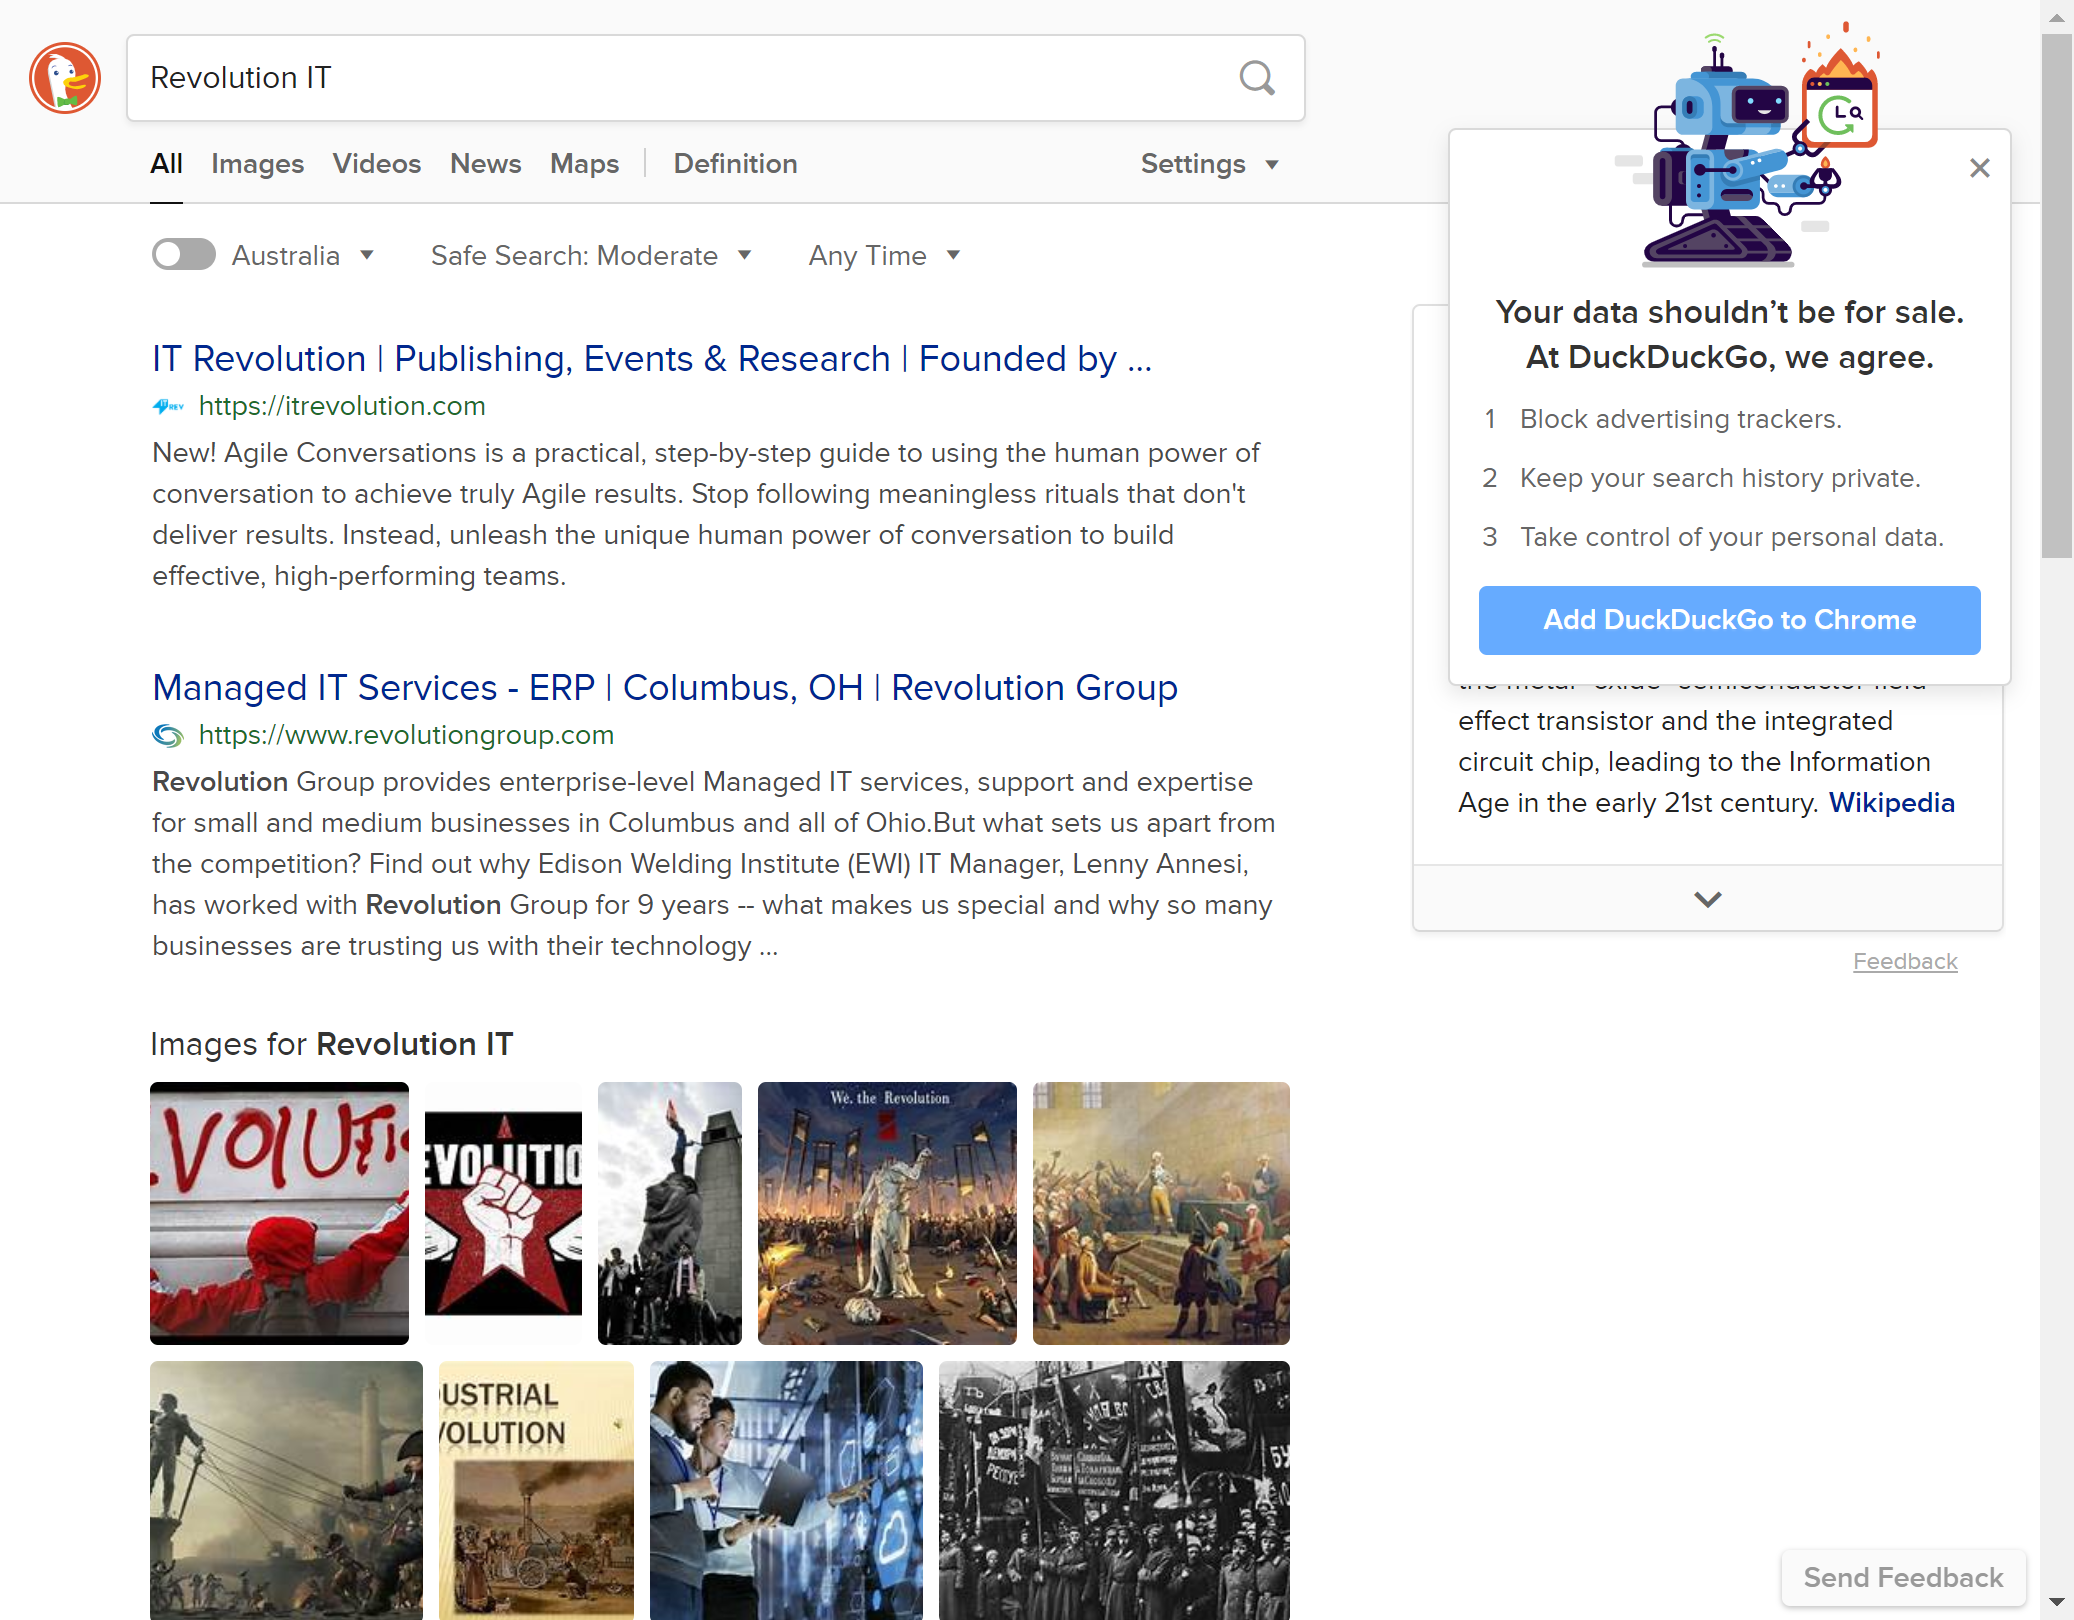 Revolution IT
All Images Videos News Maps Definition Settings
Australia Safe Search: Moderate Any Time
IT Revolution | Publishing, Events & Research | Founded by ...
REV https://itrevolution.com
New! Agile Conversations is a practical, step-by-step guide to using the human power of
conversation to achieve truly Agile results. Stop following meaningless rituals that don't
deliver results. Instead, unleash the unique human power of conversation to build
effective, high-performing teams.
Managed IT Services - ERP | Columbus, OH | Revolution Group
https://www.revolutiongroup.com
Revolution Group provides enterprise-level Managed IT services, support and expertise
for small and medium businesses in Columbus and all of Ohio.But what sets us apart from
the competition? Find out why Edison Welding Institute (EWI) IT Manager, Lenny Annesi,
has worked with Revolution Group for 9 years -- what makes us special and why so many
businesses are trusting us with their technology ...
Images for Revolution IT
VOLUTI
EVOLUTIO
We. the Revolution
USTRIAL
VOLUTION
Your data shouldn’t be for sale.
At DuckDuckGo, we agree.
1 Block advertising trackers.
2 Keep your search history private.
3 Take control of your personal data.
Add DuckDuckGo to Chrome
effect transistor and the integrated
circuit chip, leading to the Information
Age in the early 21st century. Wikipedia
Feedback
Send Feedback